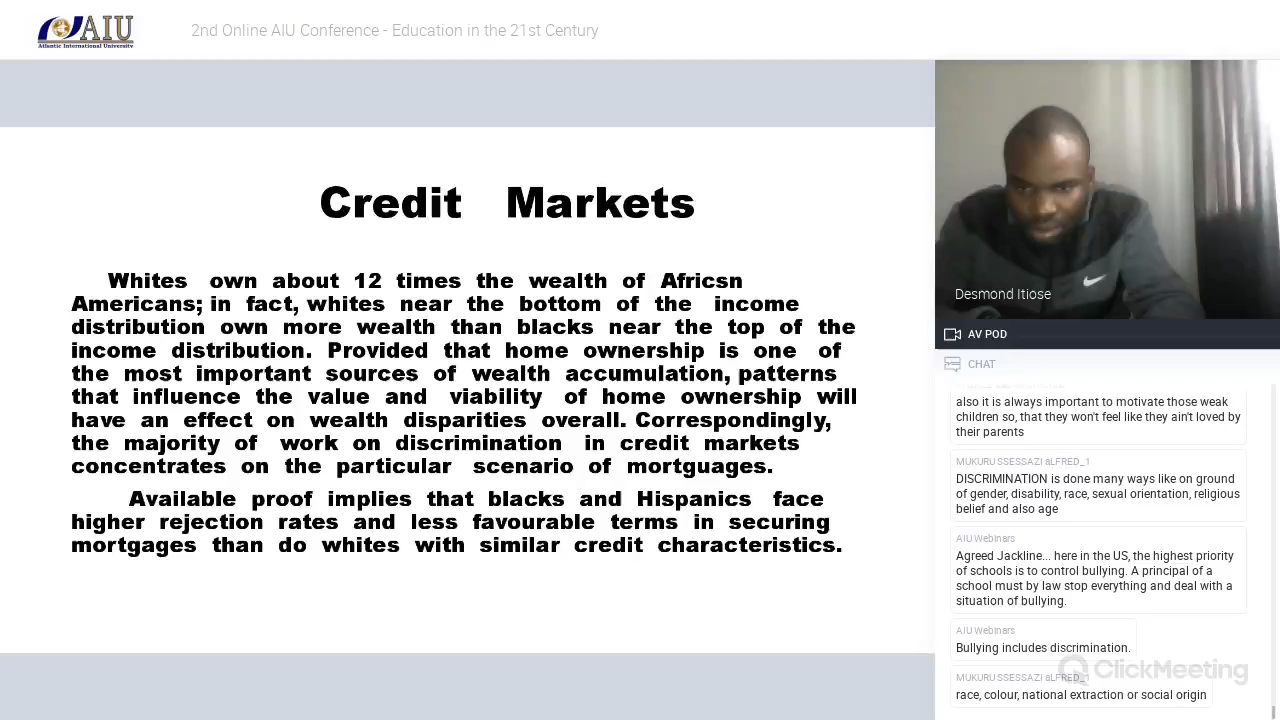 AIU
Atlantic International University
2nd Online AIU Conference - Education in the 21st Century
Credit Markets
Whites own about 12 times the wealth of Africsn
Americans; in fact, whites near the bottom of the income
distribution own more wealth than blacks near the top of the
income distribution. Provided that home ownership is one of
the most important sources of wealth accumulation, patterns
that influence the value and viability of home ownership will
have an effect on wealth disparities overall. Correspondingly,
the majority of work on discrimination in credit markets
concentrates on the particular scenario of mortguages.
Available proof implies that blacks and Hispanics face
higher rejection rates and less favourable terms in securing
mortgages than do whites with similar credit characteristics.
Desmond Itiose
AV POD
CHAT
also it is always important to motivate those weak
children so, that they won't feel like they ain't loved by
their parents
MUKURU SSESSAZI aLFRED_1
DISCRIMINATION is done many ways like on ground
of gender, disability, race, sexual orientation, religious
belief and also age
AIU Webinars
Agreed Jackline... here in the US, the highest priority
of schools is to control bullying. A principal of a
school must by law stop everything and deal with a
situation of bullying.
AIU Webinars
Bullying includes discrimination.
ClickMeeting
MUKURU SSESSAZI aLFRED_1
race, colour, national extraction or social origin